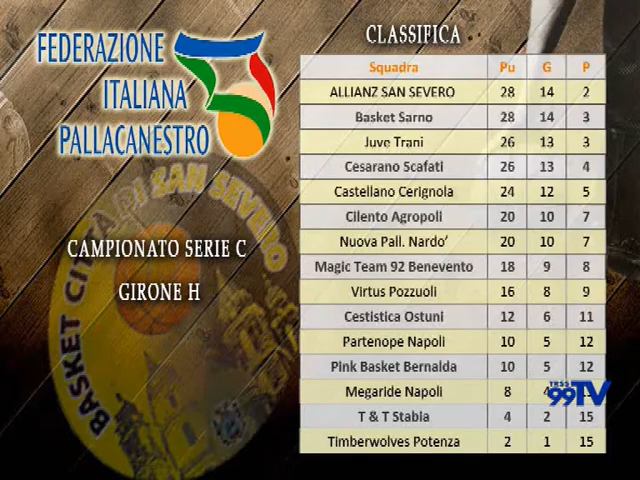 FEDERAZIONE
ITALIANA
PALLACANESTRO
CAMPIONATO SERIE C
GIRONE H
BASKET CITTÀ DI SAN SEVERO
CLASSIFICA
Squadra Pu G P
ALLIANZ SAN SEVERO 28 14 2
Basket Sarno 28 14 3
Juve Trani 26 13 3
Cesarano Scafati 26 13 4
Castellano Cerignola 24 12 5
Cilento Agropoli 20 10 7
Nuova Pall. Nardo' 20 10 7
Magic Team 92 Benevento 18 9 8
Virtus Pozzuoli 16 8 9
Cestistica Ostuni 12 6 11
Partenope Napoli 10 5 12
Pink Basket Bernalda 10 5 12
Megaride Napoli 8 4
T & T Stabia 4 2 15
Timberwolves Potenza 2 1 15
99TV